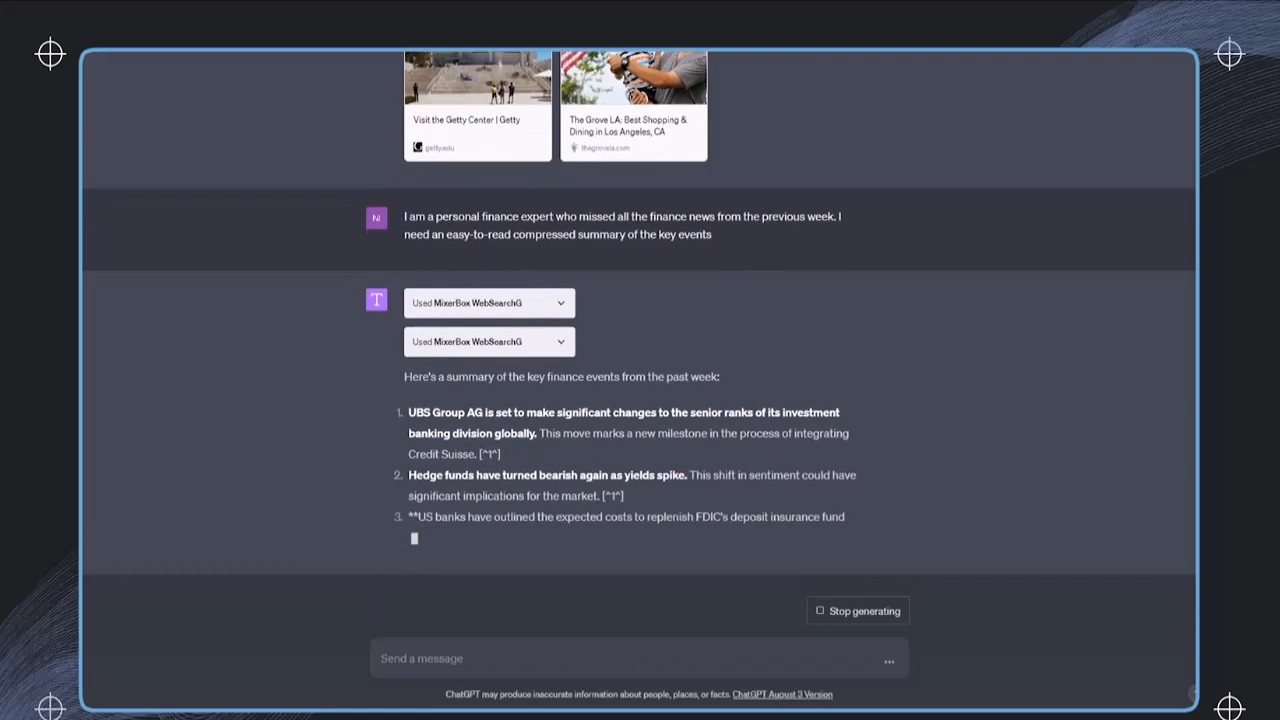 Visit the Getty Center | Getty
getty.edu
The Grove LA: Best Shopping &
Dining in Los Angeles, CA
thegrovela.com
NI
I am a personal finance expert who missed all the finance news from the previous week. I
need an easy-to-read compressed summary of the key events
T
Used MixerBox WebSearchG
Used MixerBox WebSearchG
Here's a summary of the key finance events from the past week:
1. UBS Group AG is set to make significant changes to the senior ranks of its investment
banking division globally. This move marks a new milestone in the process of integrating
Credit Suisse. [^1^]
2. Hedge funds have turned bearish again as yields spike. This shift in sentiment could have
significant implications for the market. [^1^]
3. **US banks have outlined the expected costs to replenish FDIC's deposit insurance fund
Stop generating
Send a message
ChatGPT may produce inaccurate information about people, places, or facts. ChatGPT August 3 Version